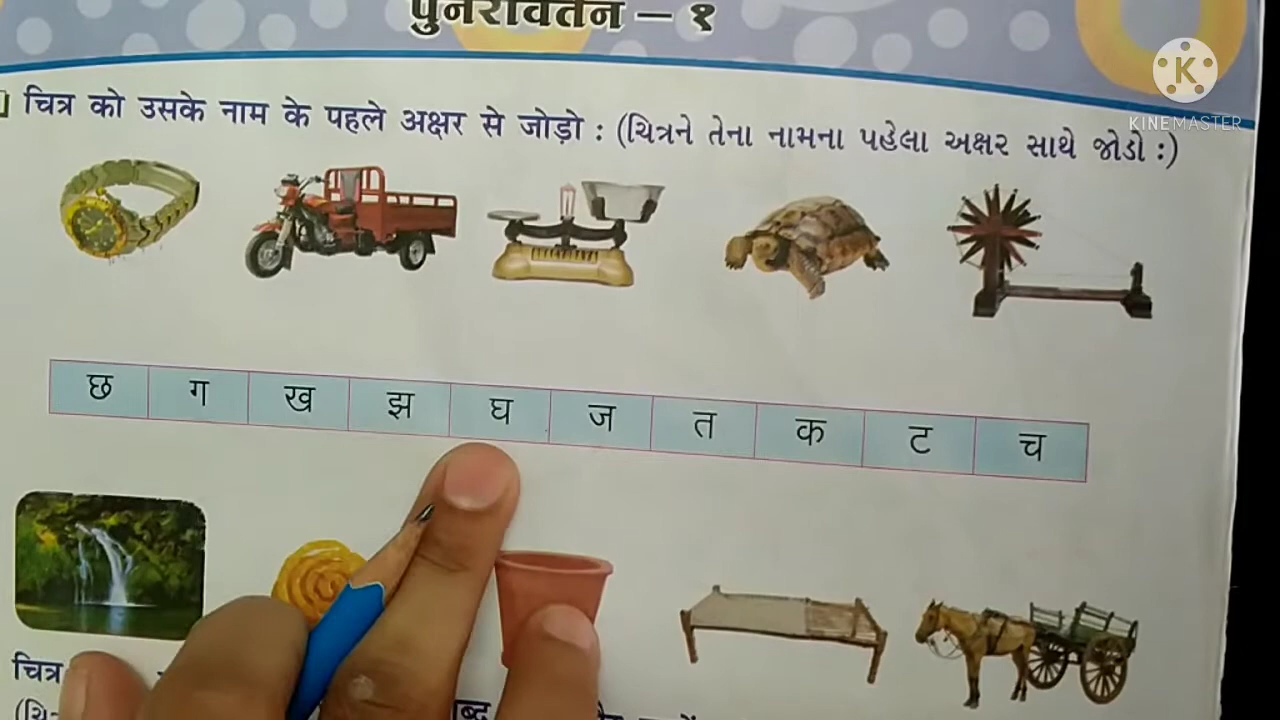 पुनरावर्तन – १
K
KINEMASTER
चित्र को उसके नाम के पहले अक्षर से जोड़ो : (ચિત્રને તેના નામના પહેલા અક્ષર સાથે જોડો :)
छ ग ख झ घ ज त क ट च
चित्र